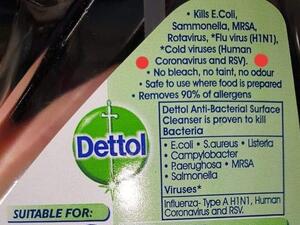 • Kills E.Coli,
Sammonella, MRSA,
Rotavirus, *Flu virus (H1N1),
*Cold viruses (Human
Coronavirus and RSV).
• No bleach, no taint, no odour
• Safe to use where food is prepared
• Removes 90% of allergens
Dettol Anti-Bacterial Surface
Cleanser is proven to kill
Bacteria
• E.coli • S.aureus • Listeria
• Campylobacter
• P.aerughosa • MRSA
• Salmonella
Viruses*
Influenza- Type A H1N1, Human
Coronavirus and RSV.
Dettol
SUITABLE FOR: